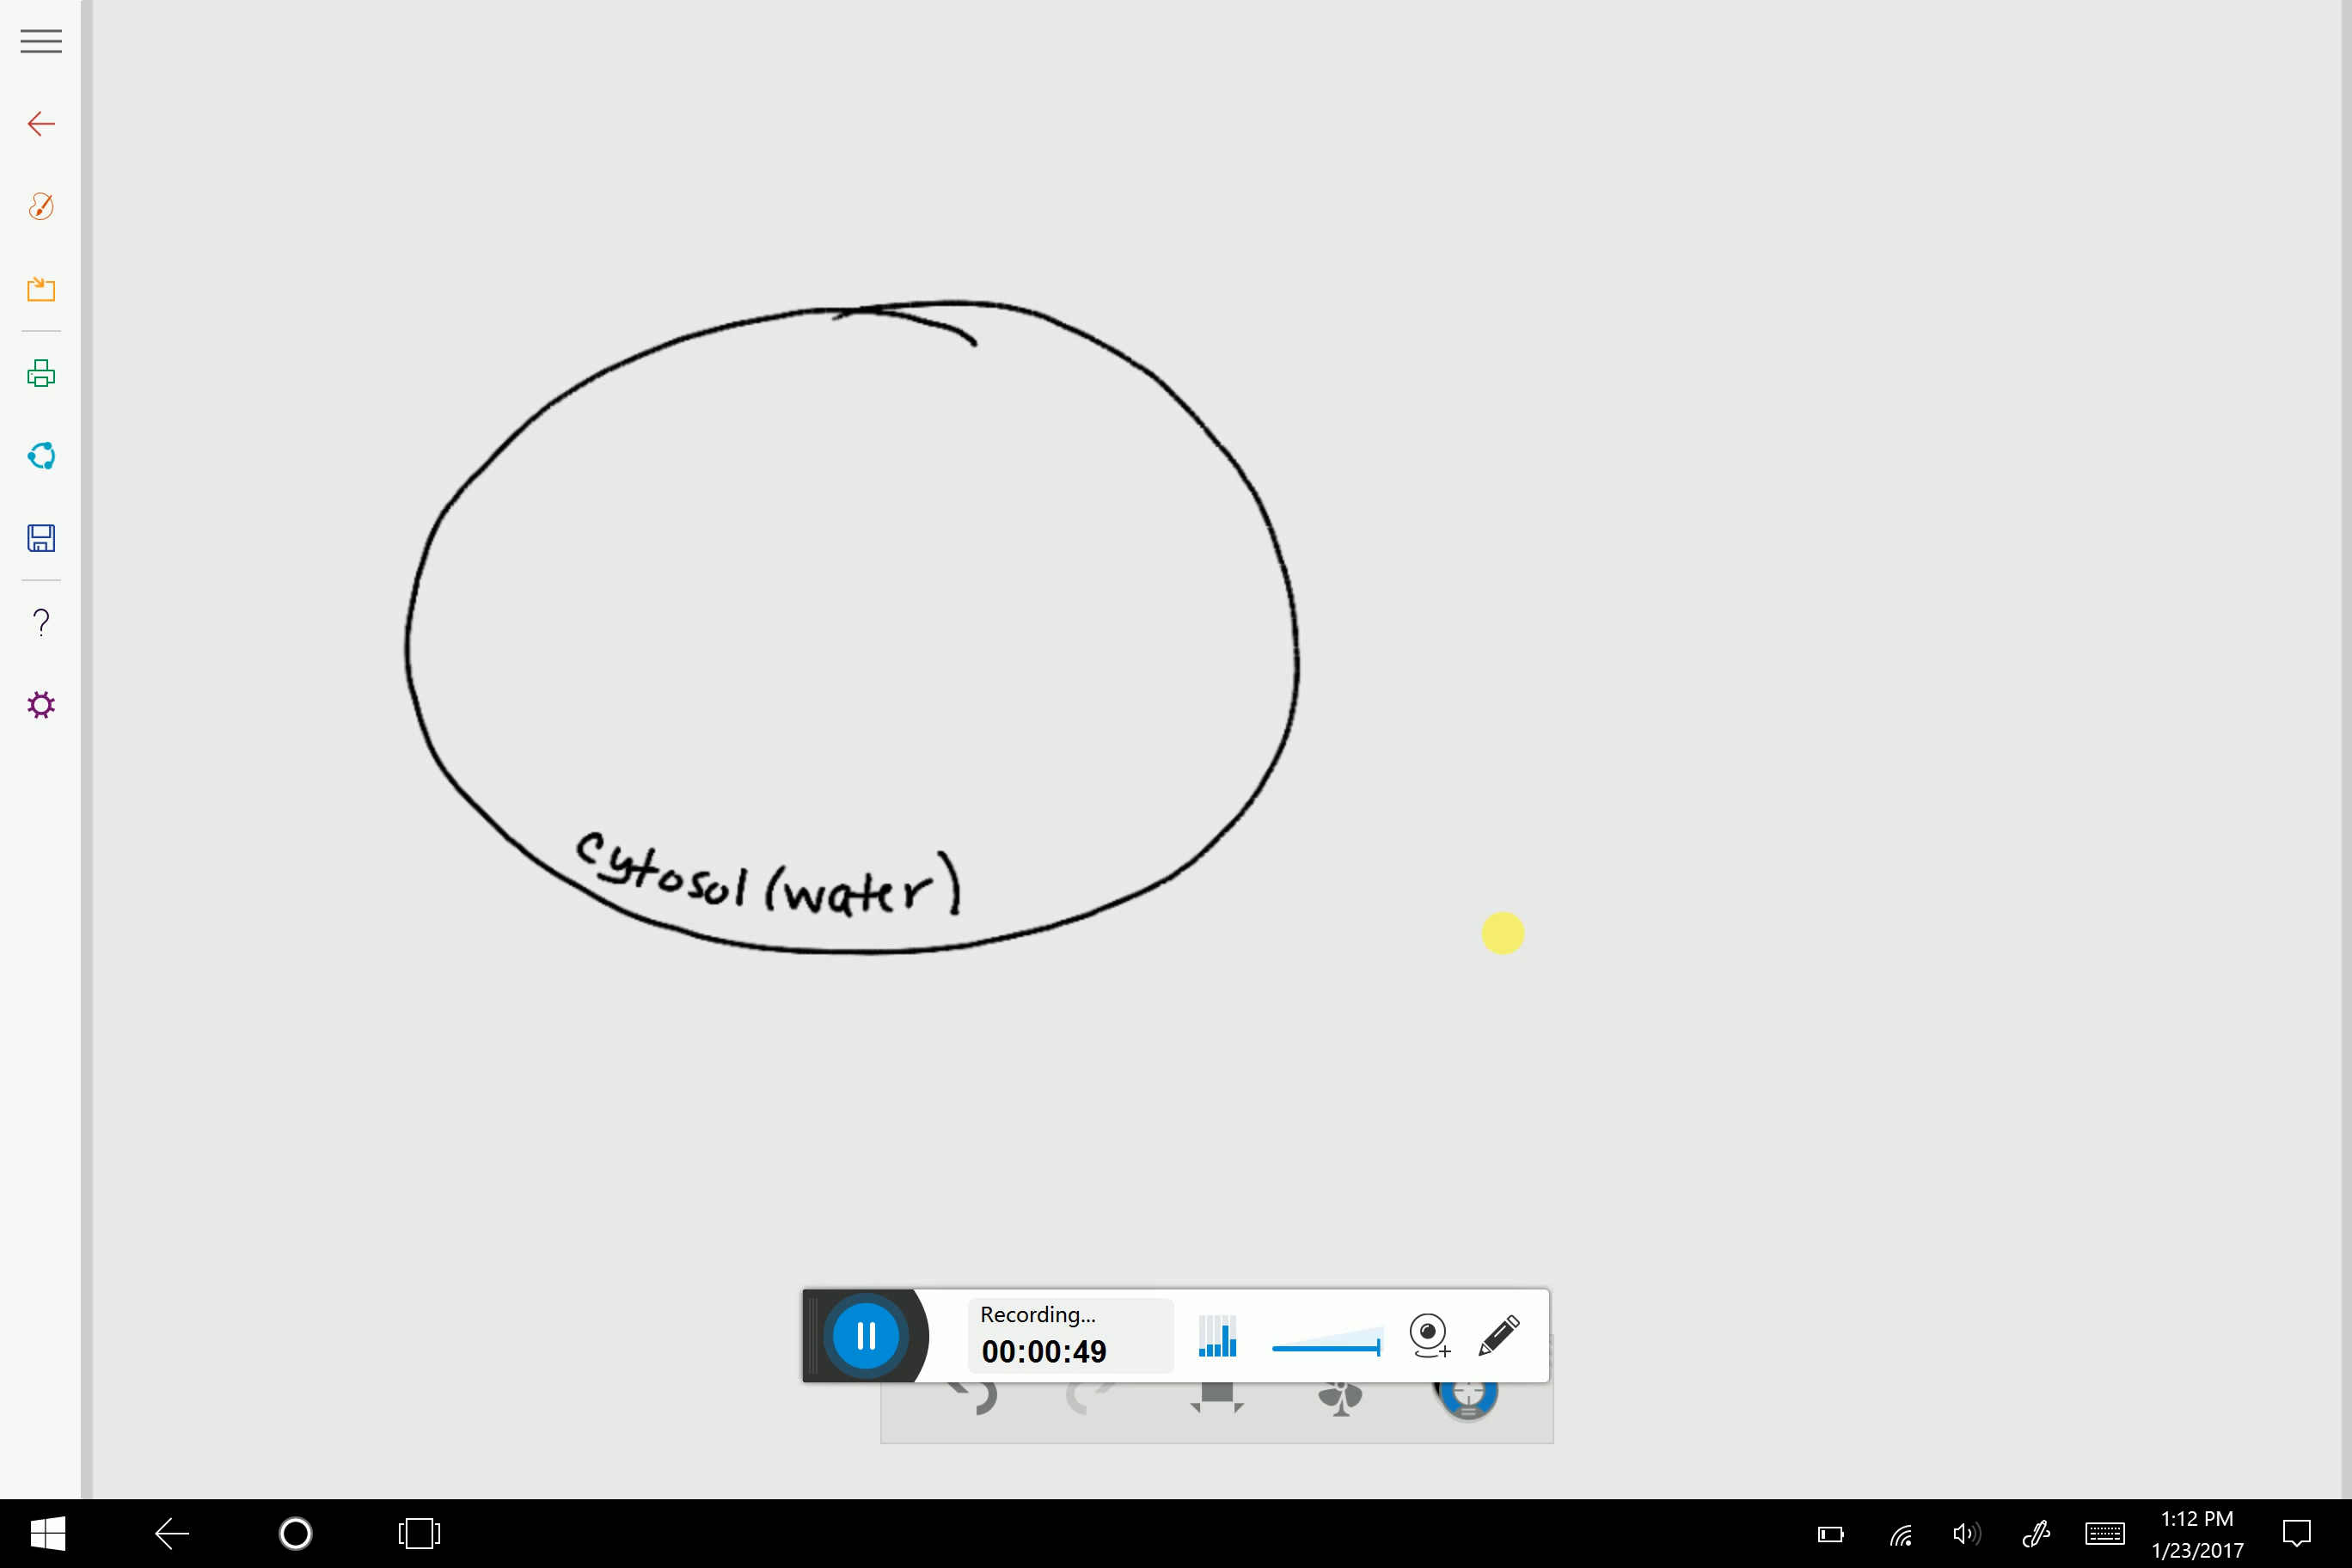 cytosol (water)
Recording...
00:00:49
1:12 PM
1/23/2017